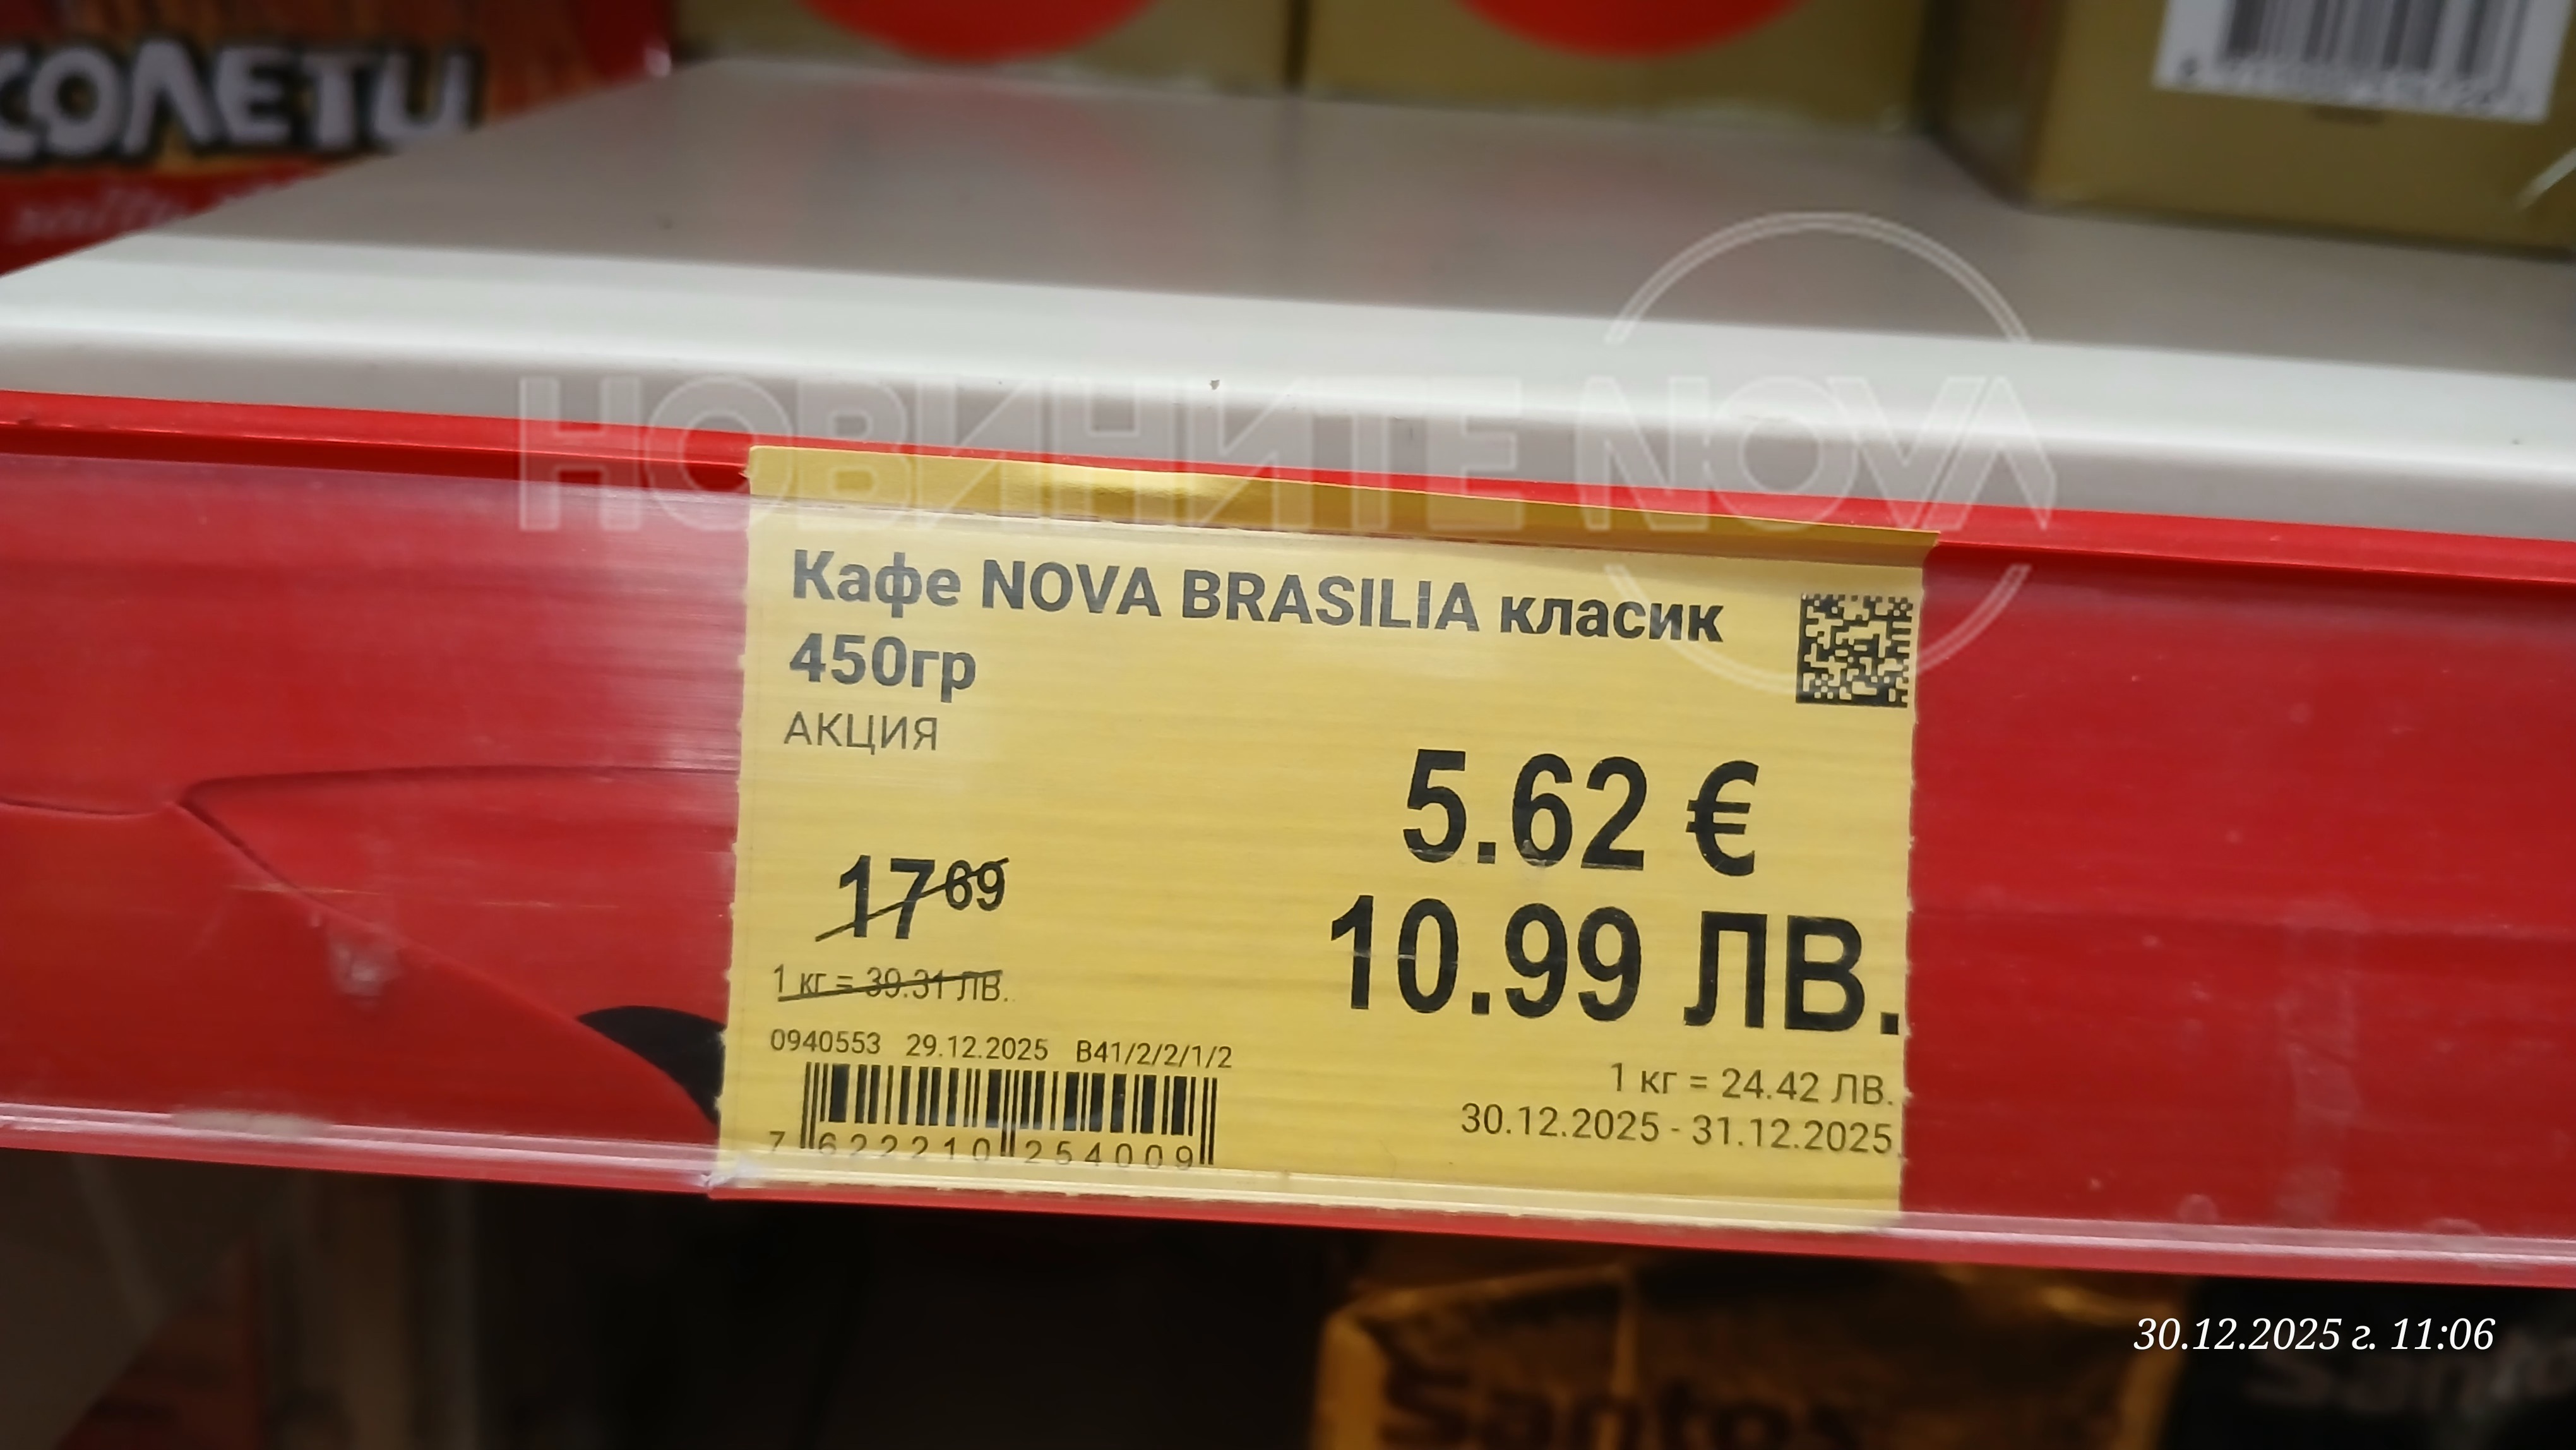 СОЛЕТИ
НОВИНИТЕ NOVA
Кафе NOVA BRASILIA класик
450гр
АКЦИЯ
5.62 €
17 69
10.99 ЛВ.
1 кг = 39.31 ЛВ.
0940553 29.12.2025 B41/2/2/1/2
1 кг = 24.42 ЛВ.
30.12.2025 - 31.12.2025
7 622210 254009
30.12.2025 г. 11:06
Santos